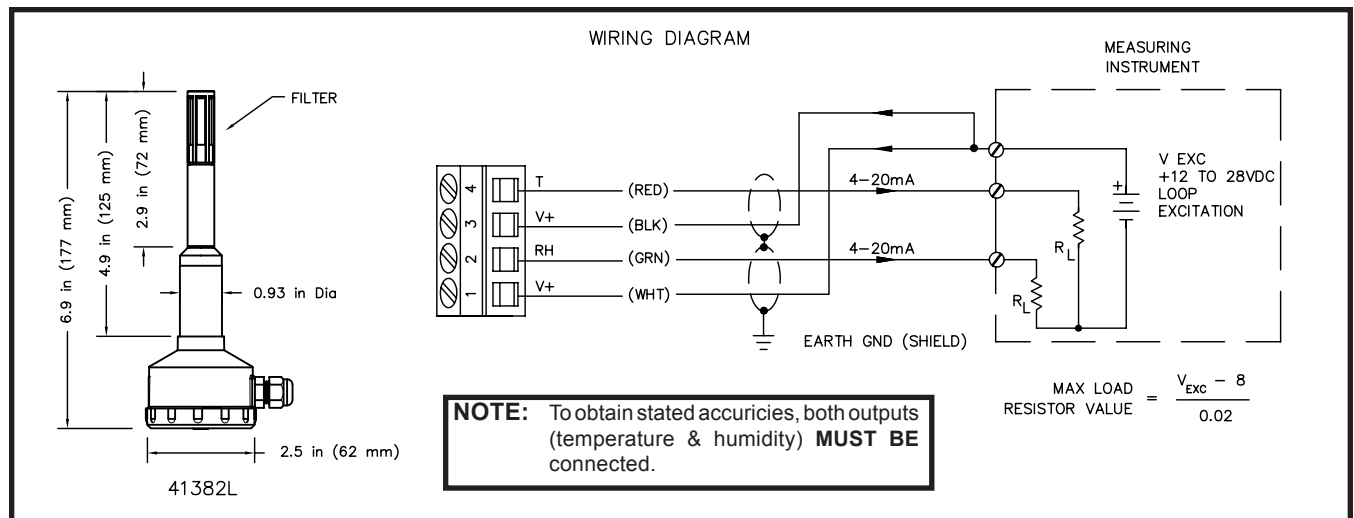 WIRING DIAGRAM
MEASURING
INSTRUMENT
FILTER
6.9 in (177 mm)
4.9 in (125 mm)
2.9 in (72 mm)
0.93 in Dia
2.5 in (62 mm)
41382L
4 T (RED) 4–20mA
3 V+ (BLK)
2 RH (GRN) 4–20mA
1 V+ (WHT)
EARTH GND (SHIELD)
+
V EXC
+12 TO 28VDC
LOOP
EXCITATION
RL
RL
MAX LOAD
RESISTOR VALUE = VEXC – 8
0.02
NOTE: To obtain stated accuricies, both outputs
(temperature & humidity) MUST BE
connected.